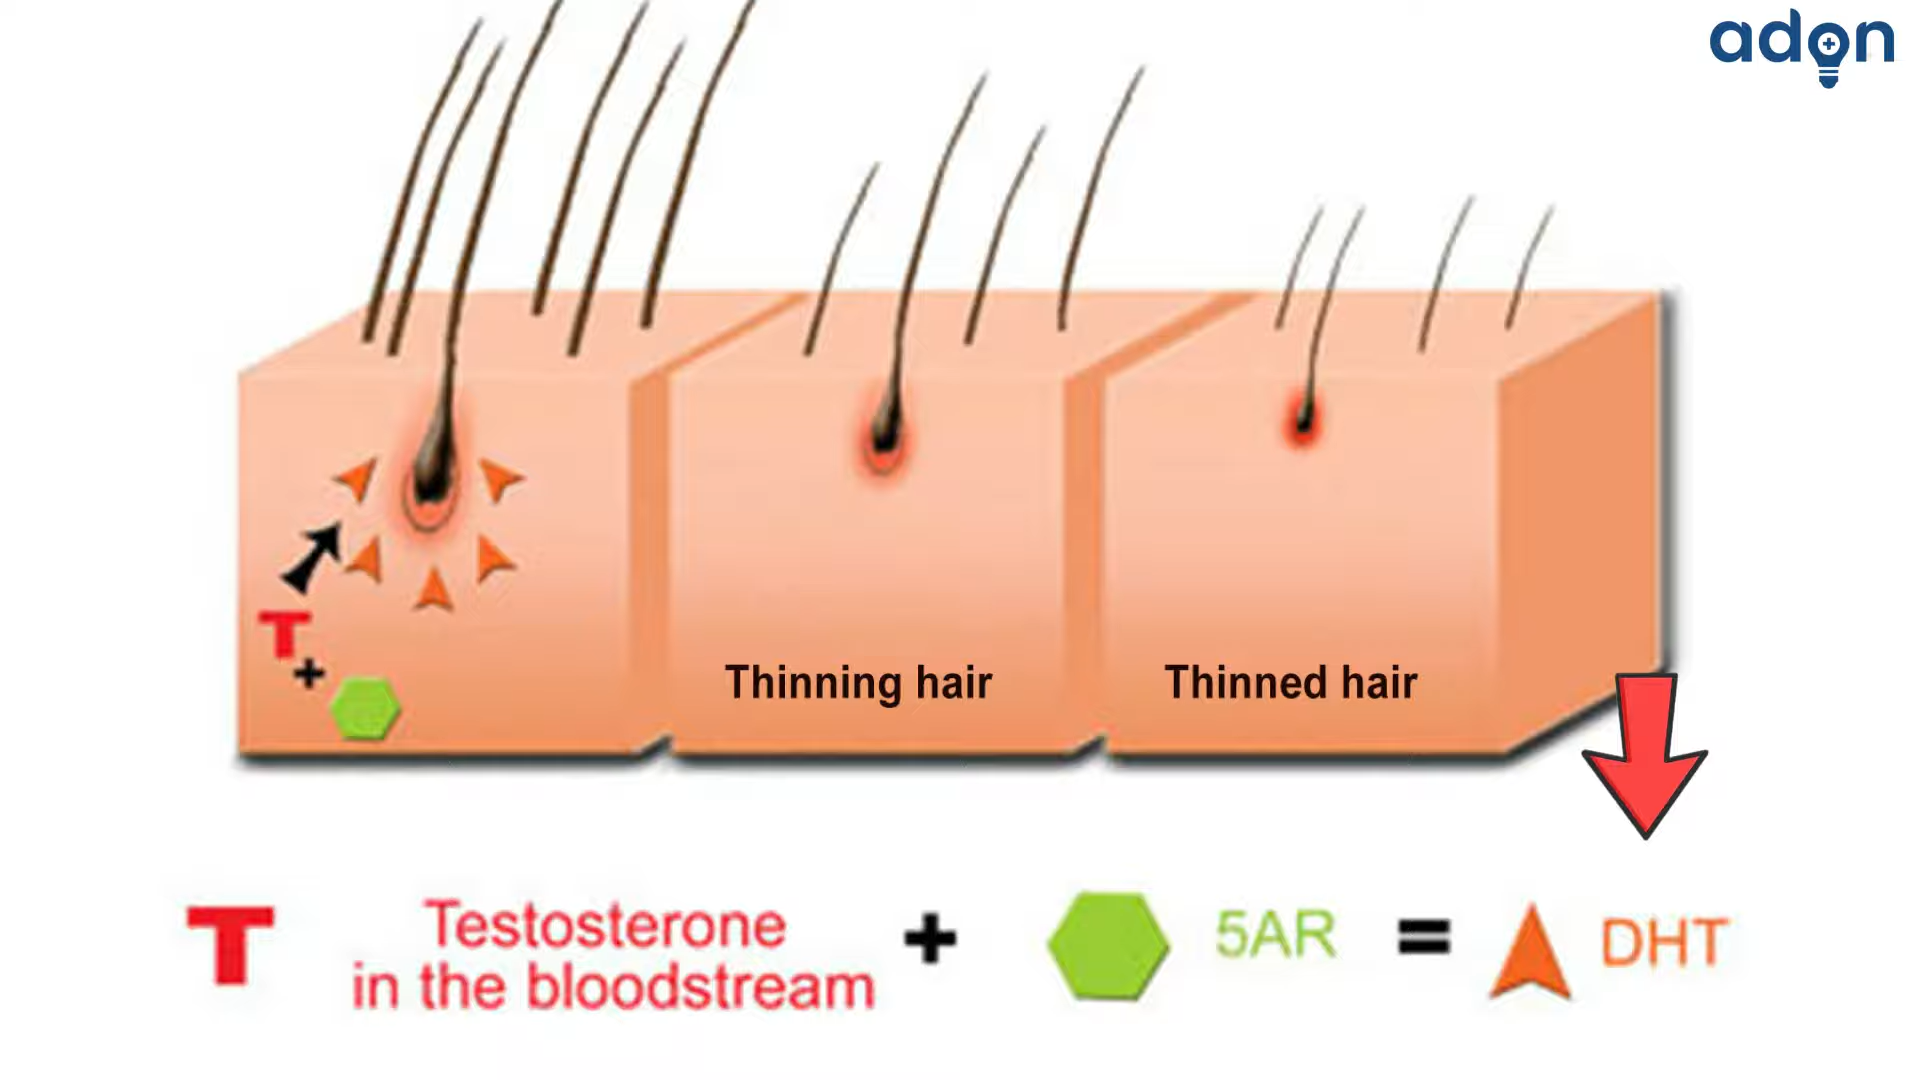 adon
T
+
Thinning hair
Thinned hair
T Testosterone in the bloodstream + 5AR = DHT